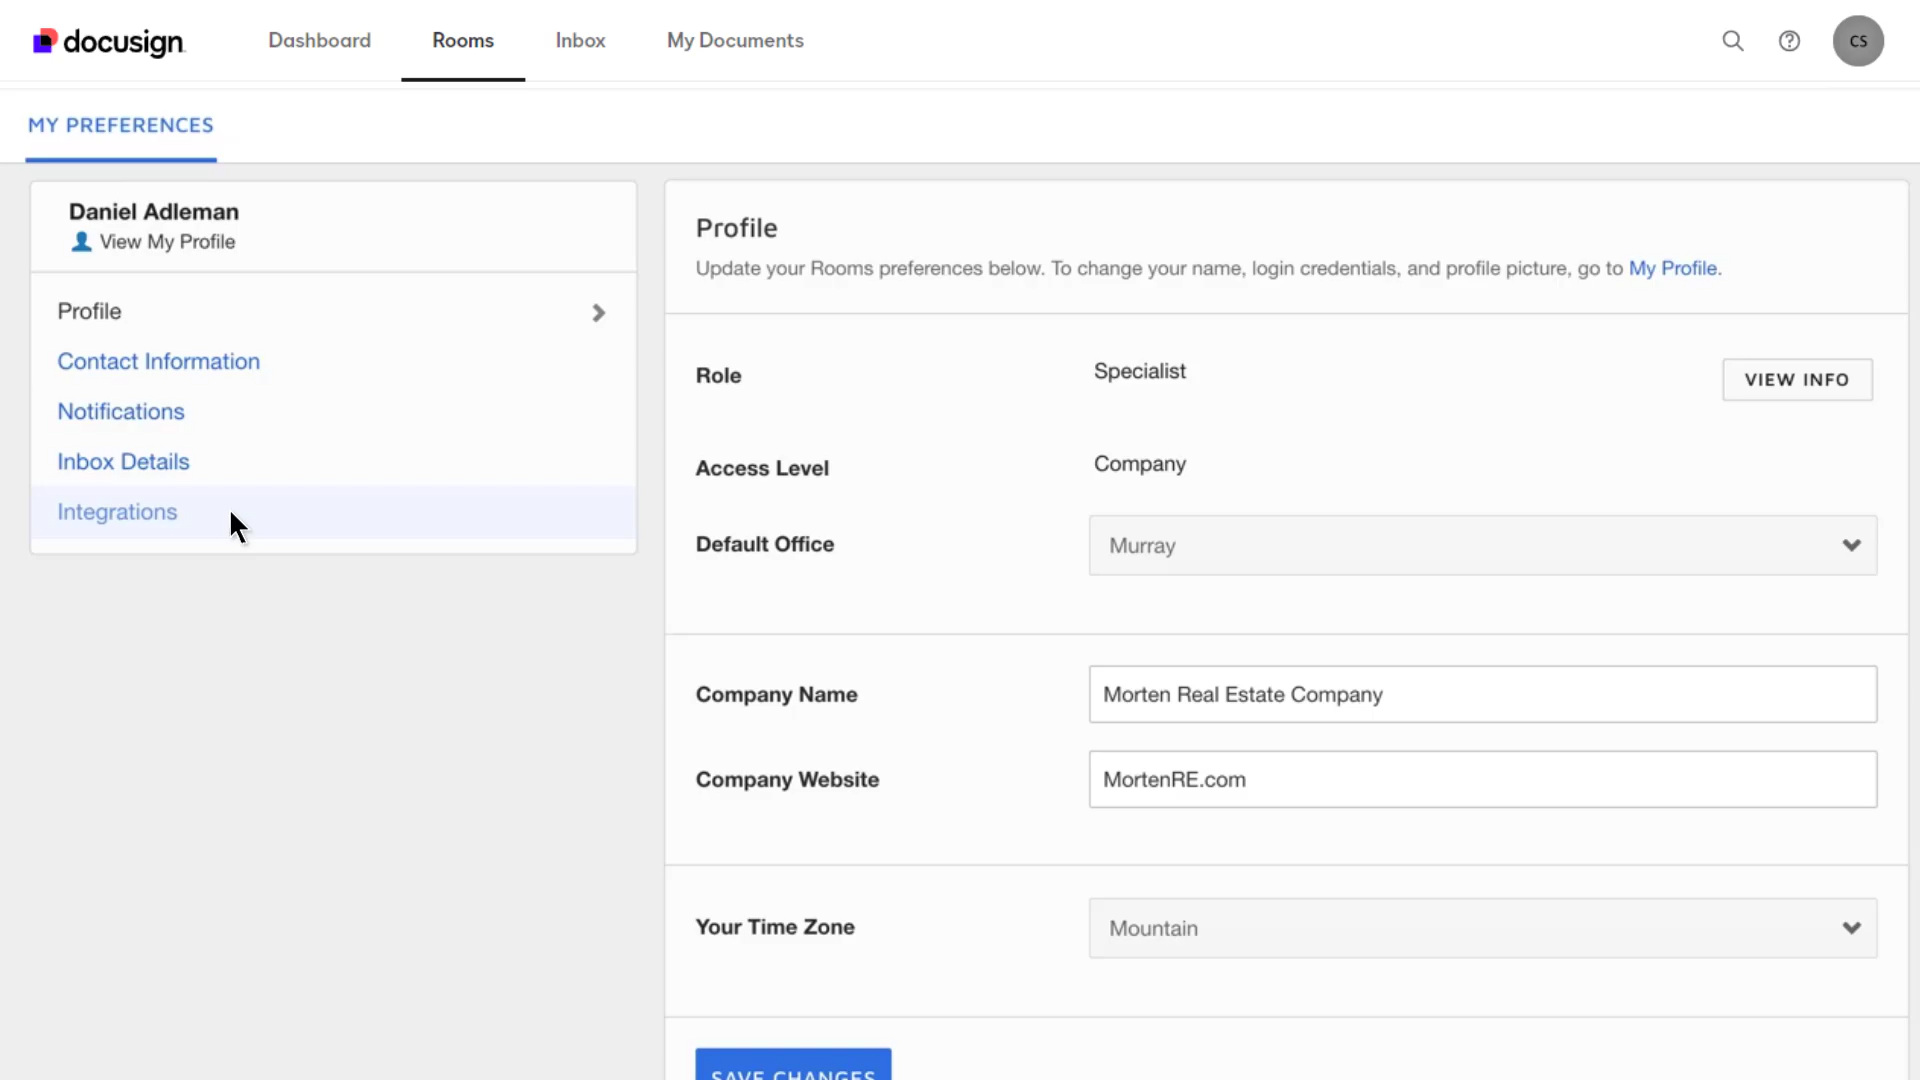 docusign
Dashboard
Rooms
Inbox
My Documents
CS
MY PREFERENCES
Daniel Adleman
View My Profile
Profile
Contact Information
Notifications
Inbox Details
Integrations
Profile
Update your Rooms preferences below. To change your name, login credentials, and profile picture, go to My Profile.
Role
Specialist
VIEW INFO
Access Level
Company
Default Office
Murray
Company Name
Morten Real Estate Company
Company Website
MortenRE.com
Your Time Zone
Mountain
SAVE CHANGES